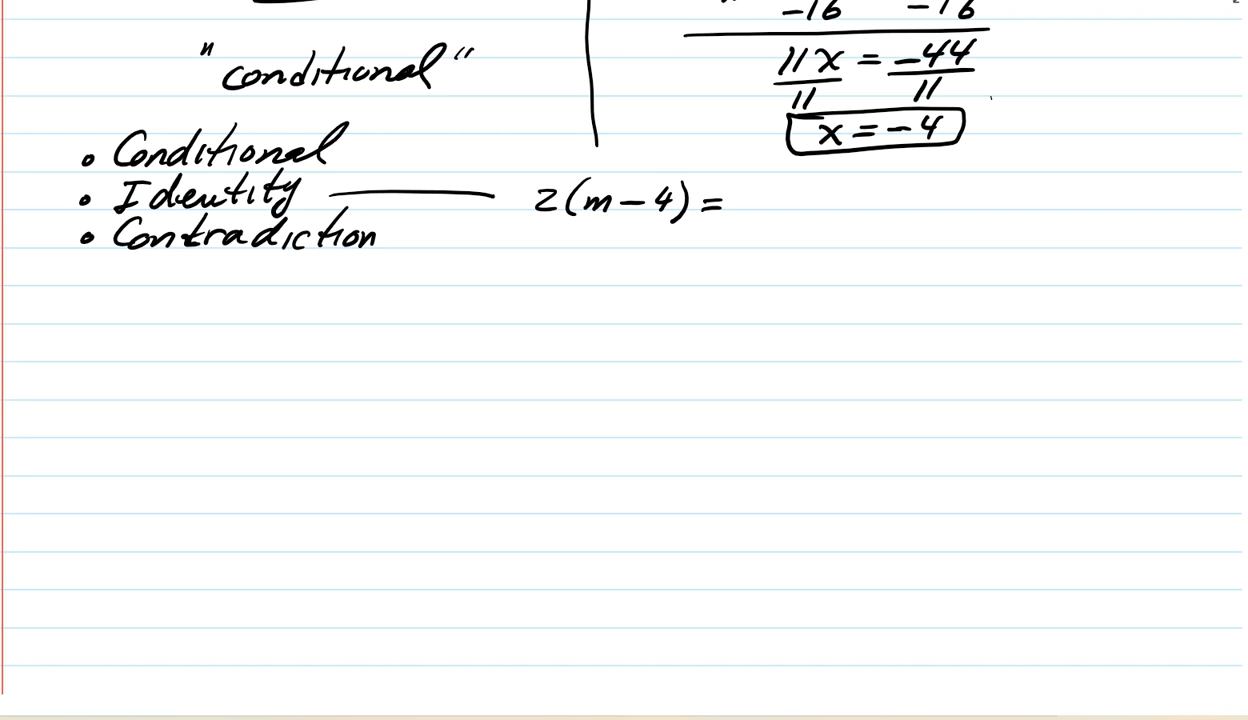 -16 -16
"conditional"
11x = -44
11 11
x = -4
• Conditional
• Identity — 2(m-4) =
• Contradiction